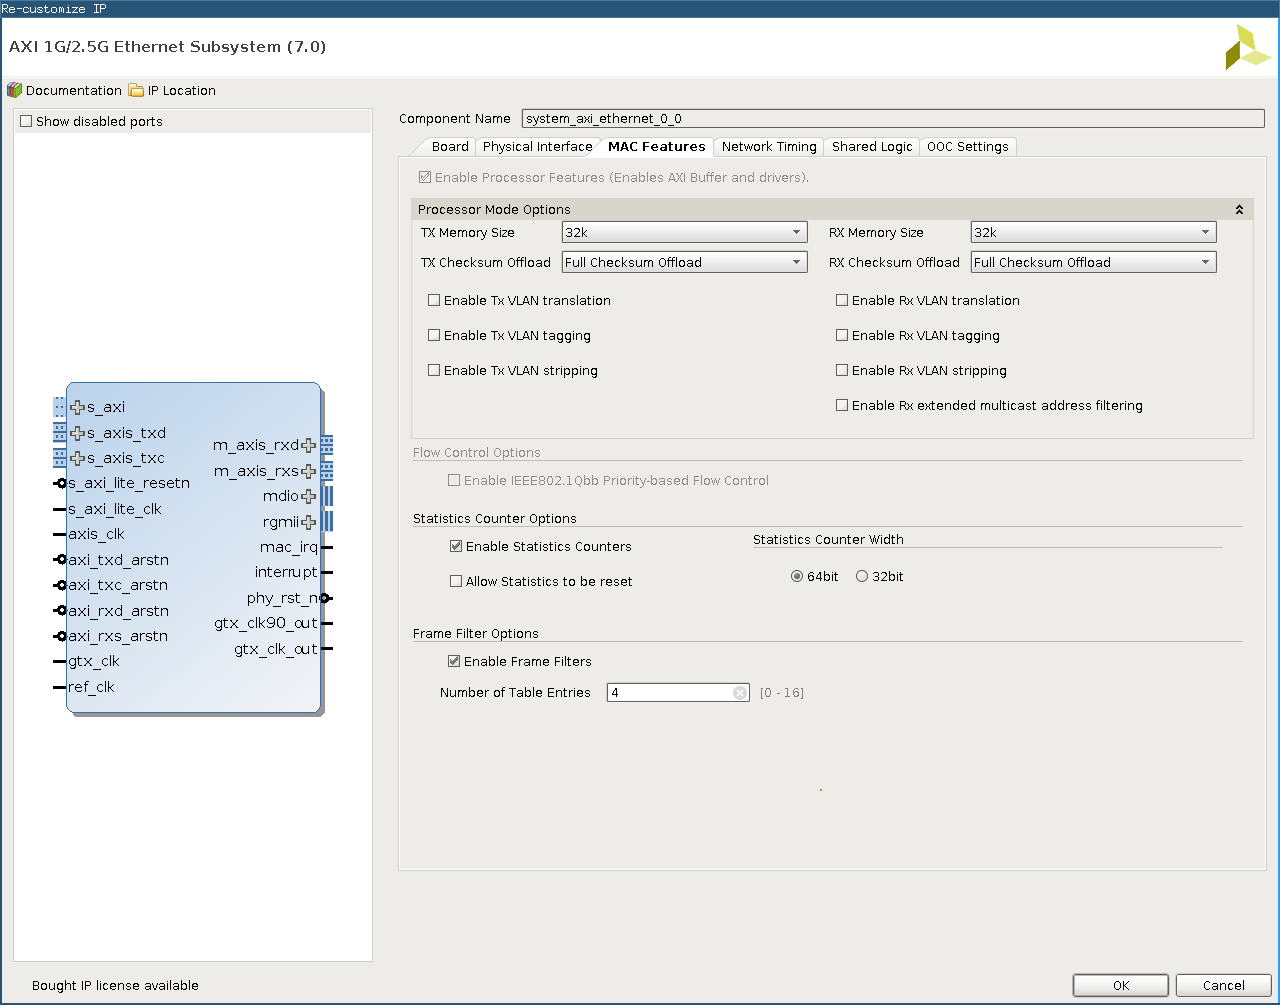 Re-customize IP
AXI 1G/2.5G Ethernet Subsystem (7.0)
Documentation IP Location
Show disabled ports
s_axi
s_axis_txd
s_axis_txc
s_axi_lite_resetn
s_axi_lite_clk
axis_clk
axi_txd_arstn
axi_txc_arstn
axi_rxd_arstn
axi_rxs_arstn
gtx_clk
ref_clk
m_axis_rxd
m_axis_rxs
mdio
rgmii
mac_irq
interrupt
phy_rst_n
gtx_clk90_out
gtx_clk_out
Component Name system_axi_ethernet_0_0
Board Physical Interface MAC Features Network Timing Shared Logic OOC Settings
Enable Processor Features (Enables AXI Buffer and drivers).
Processor Mode Options
TX Memory Size 32k RX Memory Size 32k
TX Checksum Offload Full Checksum Offload RX Checksum Offload Full Checksum Offload
Enable Tx VLAN translation Enable Rx VLAN translation
Enable Tx VLAN tagging Enable Rx VLAN tagging
Enable Tx VLAN stripping Enable Rx VLAN stripping
Enable Rx extended multicast address filtering
Flow Control Options
Enable IEEE802.1Qbb Priority-based Flow Control
Statistics Counter Options
Enable Statistics Counters Statistics Counter Width
Allow Statistics to be reset 64bit 32bit
Frame Filter Options
Enable Frame Filters
Number of Table Entries 4 [0 - 16]
Bought IP license available
OK Cancel